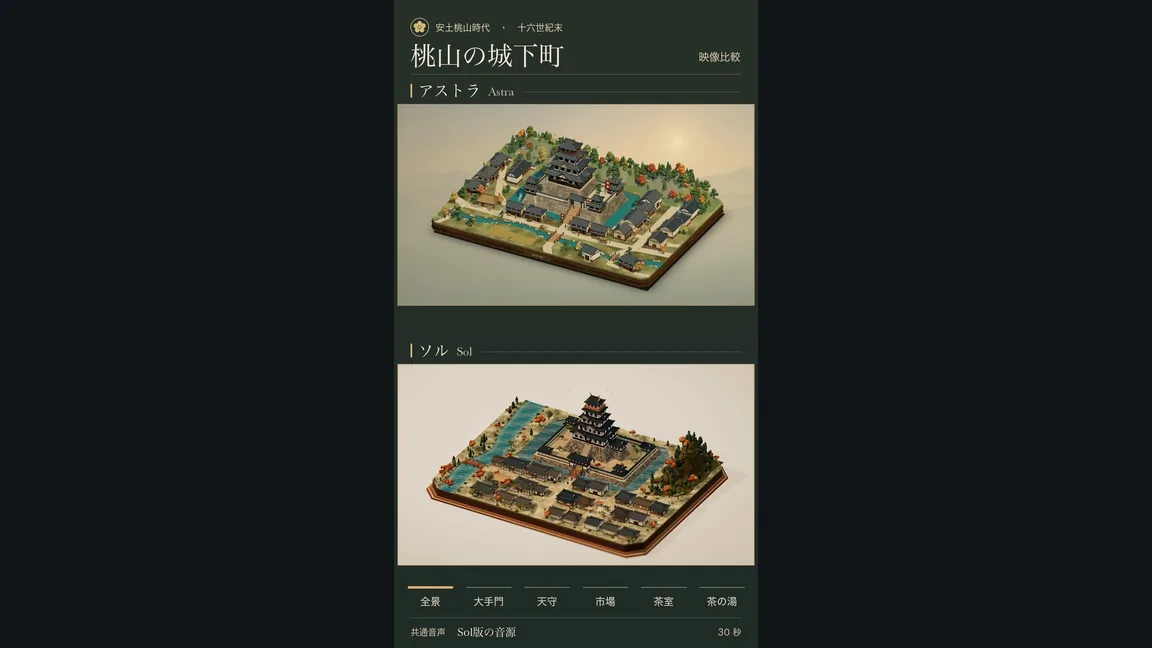 安土桃山時代 ・ 十六世紀末
桃山の城下町
映像比較
アストラ Astra
ソル Sol
全景 大手門 天守 市場 茶室 茶の湯
共通音声 Sol版の音源 30 秒